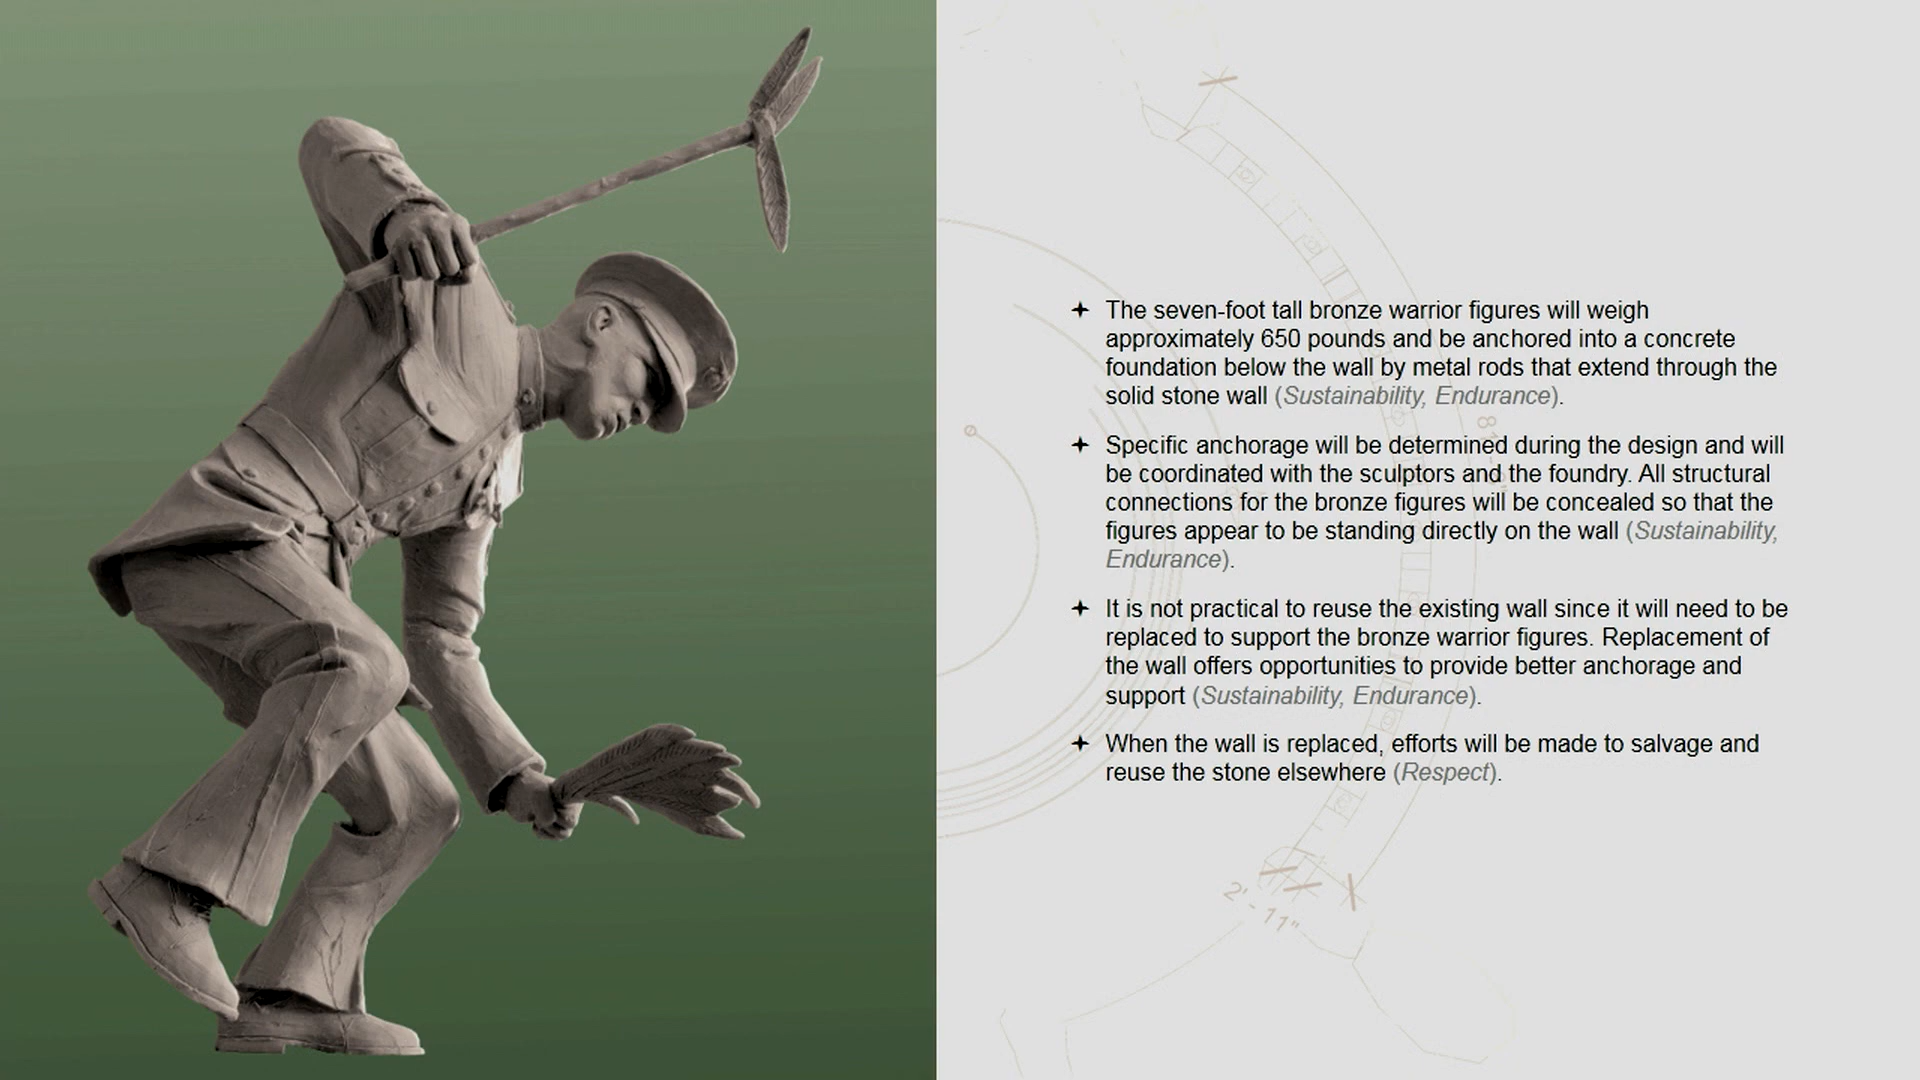 The seven-foot tall bronze warrior figures will weigh
approximately 650 pounds and be anchored into a concrete
foundation below the wall by metal rods that extend through the
solid stone wall (Sustainability, Endurance).
Specific anchorage will be determined during the design and will
be coordinated with the sculptors and the foundry. All structural
connections for the bronze figures will be concealed so that the
figures appear to be standing directly on the wall (Sustainability,
Endurance).
It is not practical to reuse the existing wall since it will need to be
replaced to support the bronze warrior figures. Replacement of
the wall offers opportunities to provide better anchorage and
support (Sustainability, Endurance).
When the wall is replaced, efforts will be made to salvage and
reuse the stone elsewhere (Respect).
2' - 11"